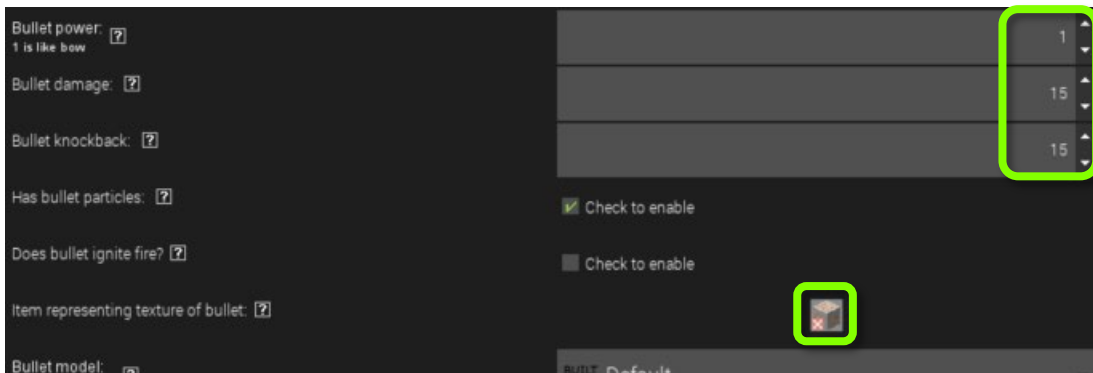 Bullet power: ?
1 is like bow
1
Bullet damage: ?
15
Bullet knockback: ?
15
Has bullet particles: ?
Check to enable
Does bullet ignite fire? ?
Check to enable
Item representing texture of bullet: ?
Bullet model: ?
Default